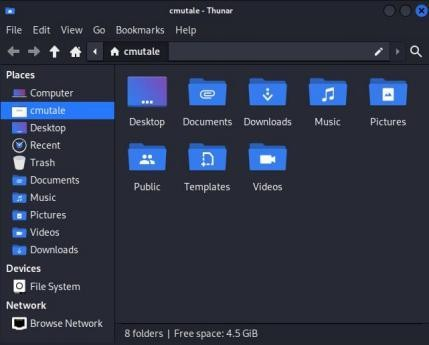 cmutale - Thunar
File Edit View Go Bookmarks Help
cmutale
Places
Computer
cmutale
Desktop
Recent
Trash
Documents
Music
Pictures
Videos
Downloads
Devices
File System
Network
Browse Network
Desktop Documents Downloads Music Pictures
Public Templates Videos
8 folders | Free space: 4.5 GiB